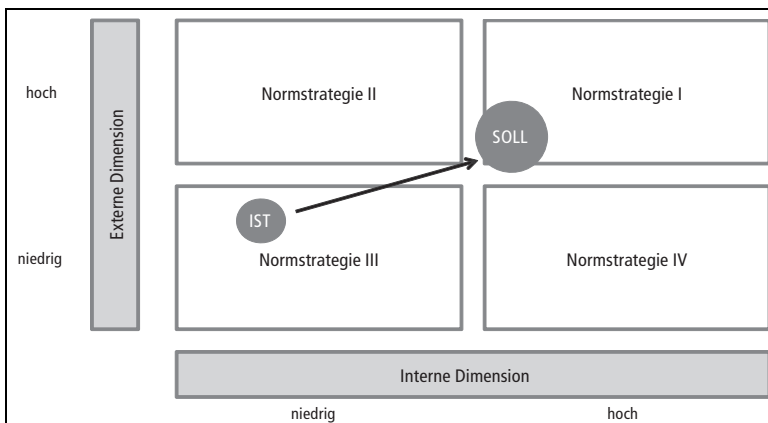 hoch
Normstrategie II
Normstrategie I
SOLL
Externe Dimension
IST
niedrig
Normstrategie III
Normstrategie IV
Interne Dimension
niedrig
hoch